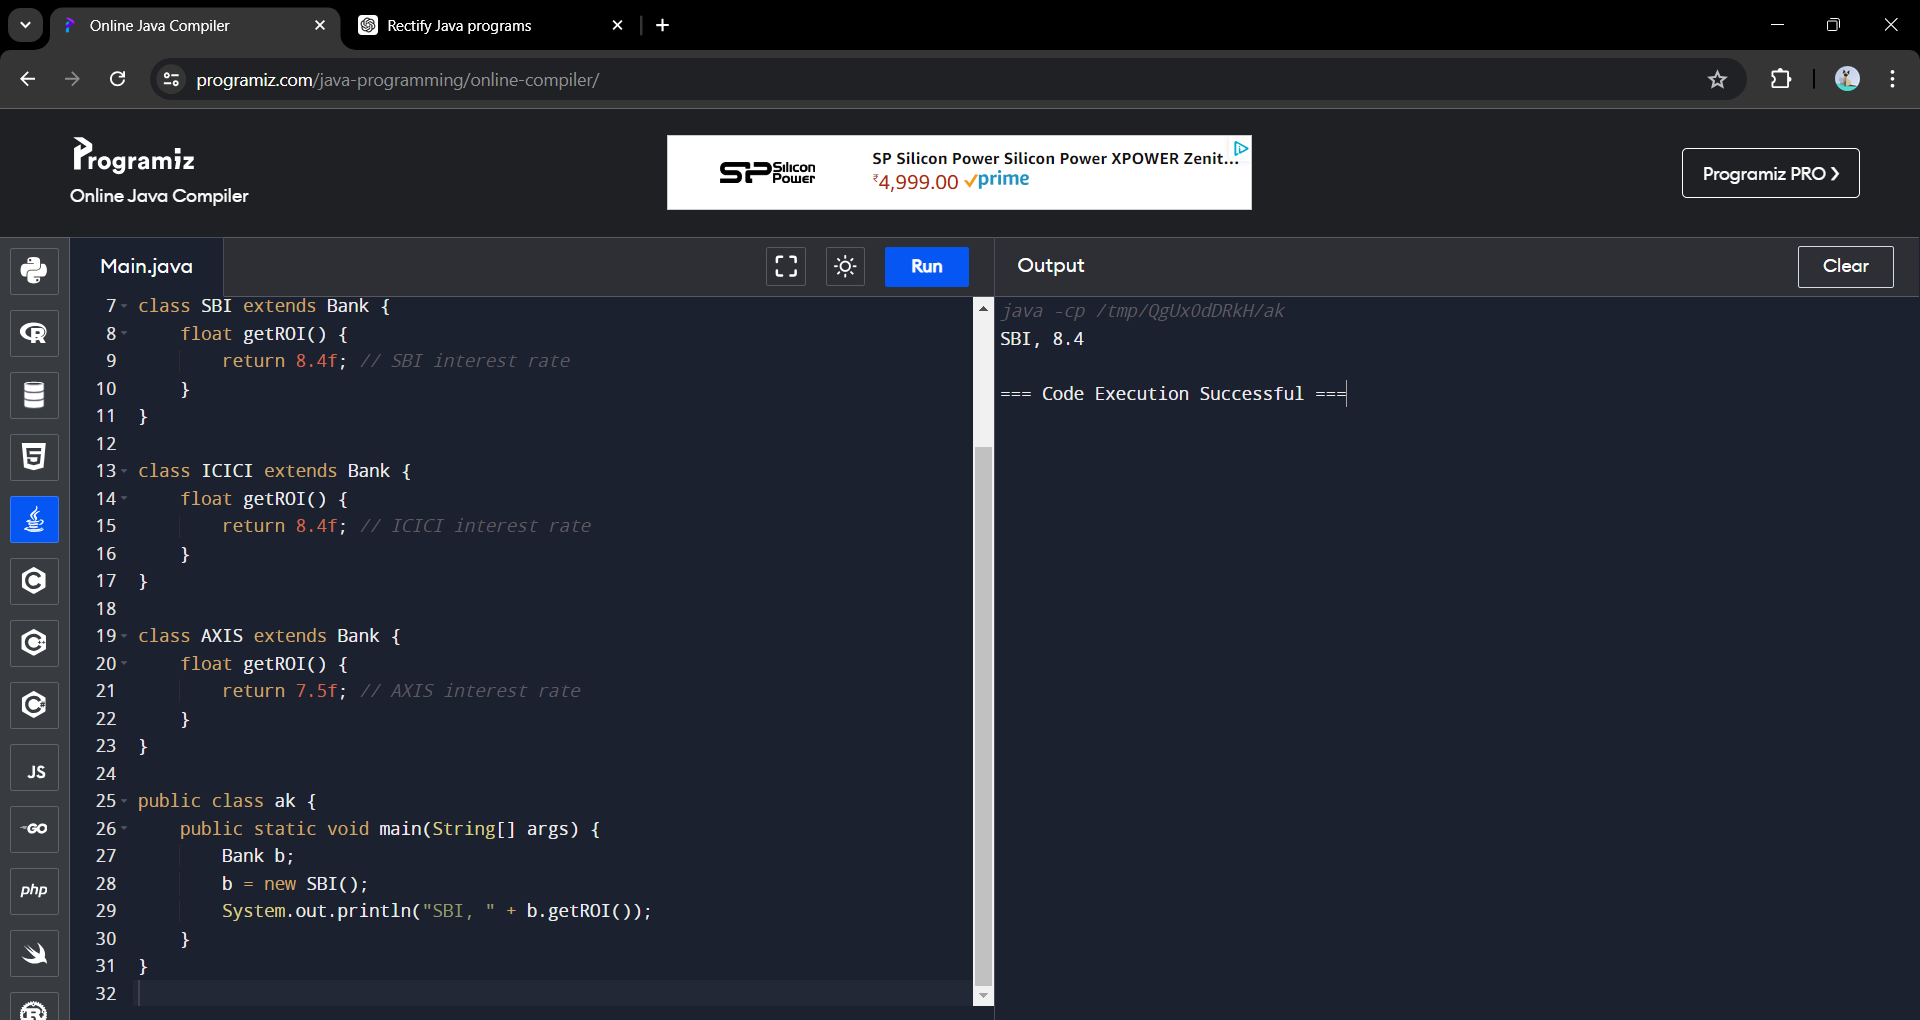 Online Java Compiler
Rectify Java programs
programiz.com/java-programming/online-compiler/
Programiz
Online Java Compiler
SP Silicon Power
SP Silicon Power Silicon Power XPOWER Zenit...
₹4,999.00 prime
Programiz PRO ❯
Main.java
Run
Output
Clear
7 class SBI extends Bank {
8     float getROI() {
9         return 8.4f; // SBI interest rate
10     }
11 }
12
13 class ICICI extends Bank {
14     float getROI() {
15         return 8.4f; // ICICI interest rate
16     }
17 }
18
19 class AXIS extends Bank {
20     float getROI() {
21         return 7.5f; // AXIS interest rate
22     }
23 }
24
25 public class ak {
26     public static void main(String[] args) {
27         Bank b;
28         b = new SBI();
29         System.out.println("SBI, " + b.getROI());
30     }
31 }
32
java -cp /tmp/QgUx0dDRkH/ak
SBI, 8.4
=== Code Execution Successful ===
R
5
C
C++
C#
JS
GO
php
R